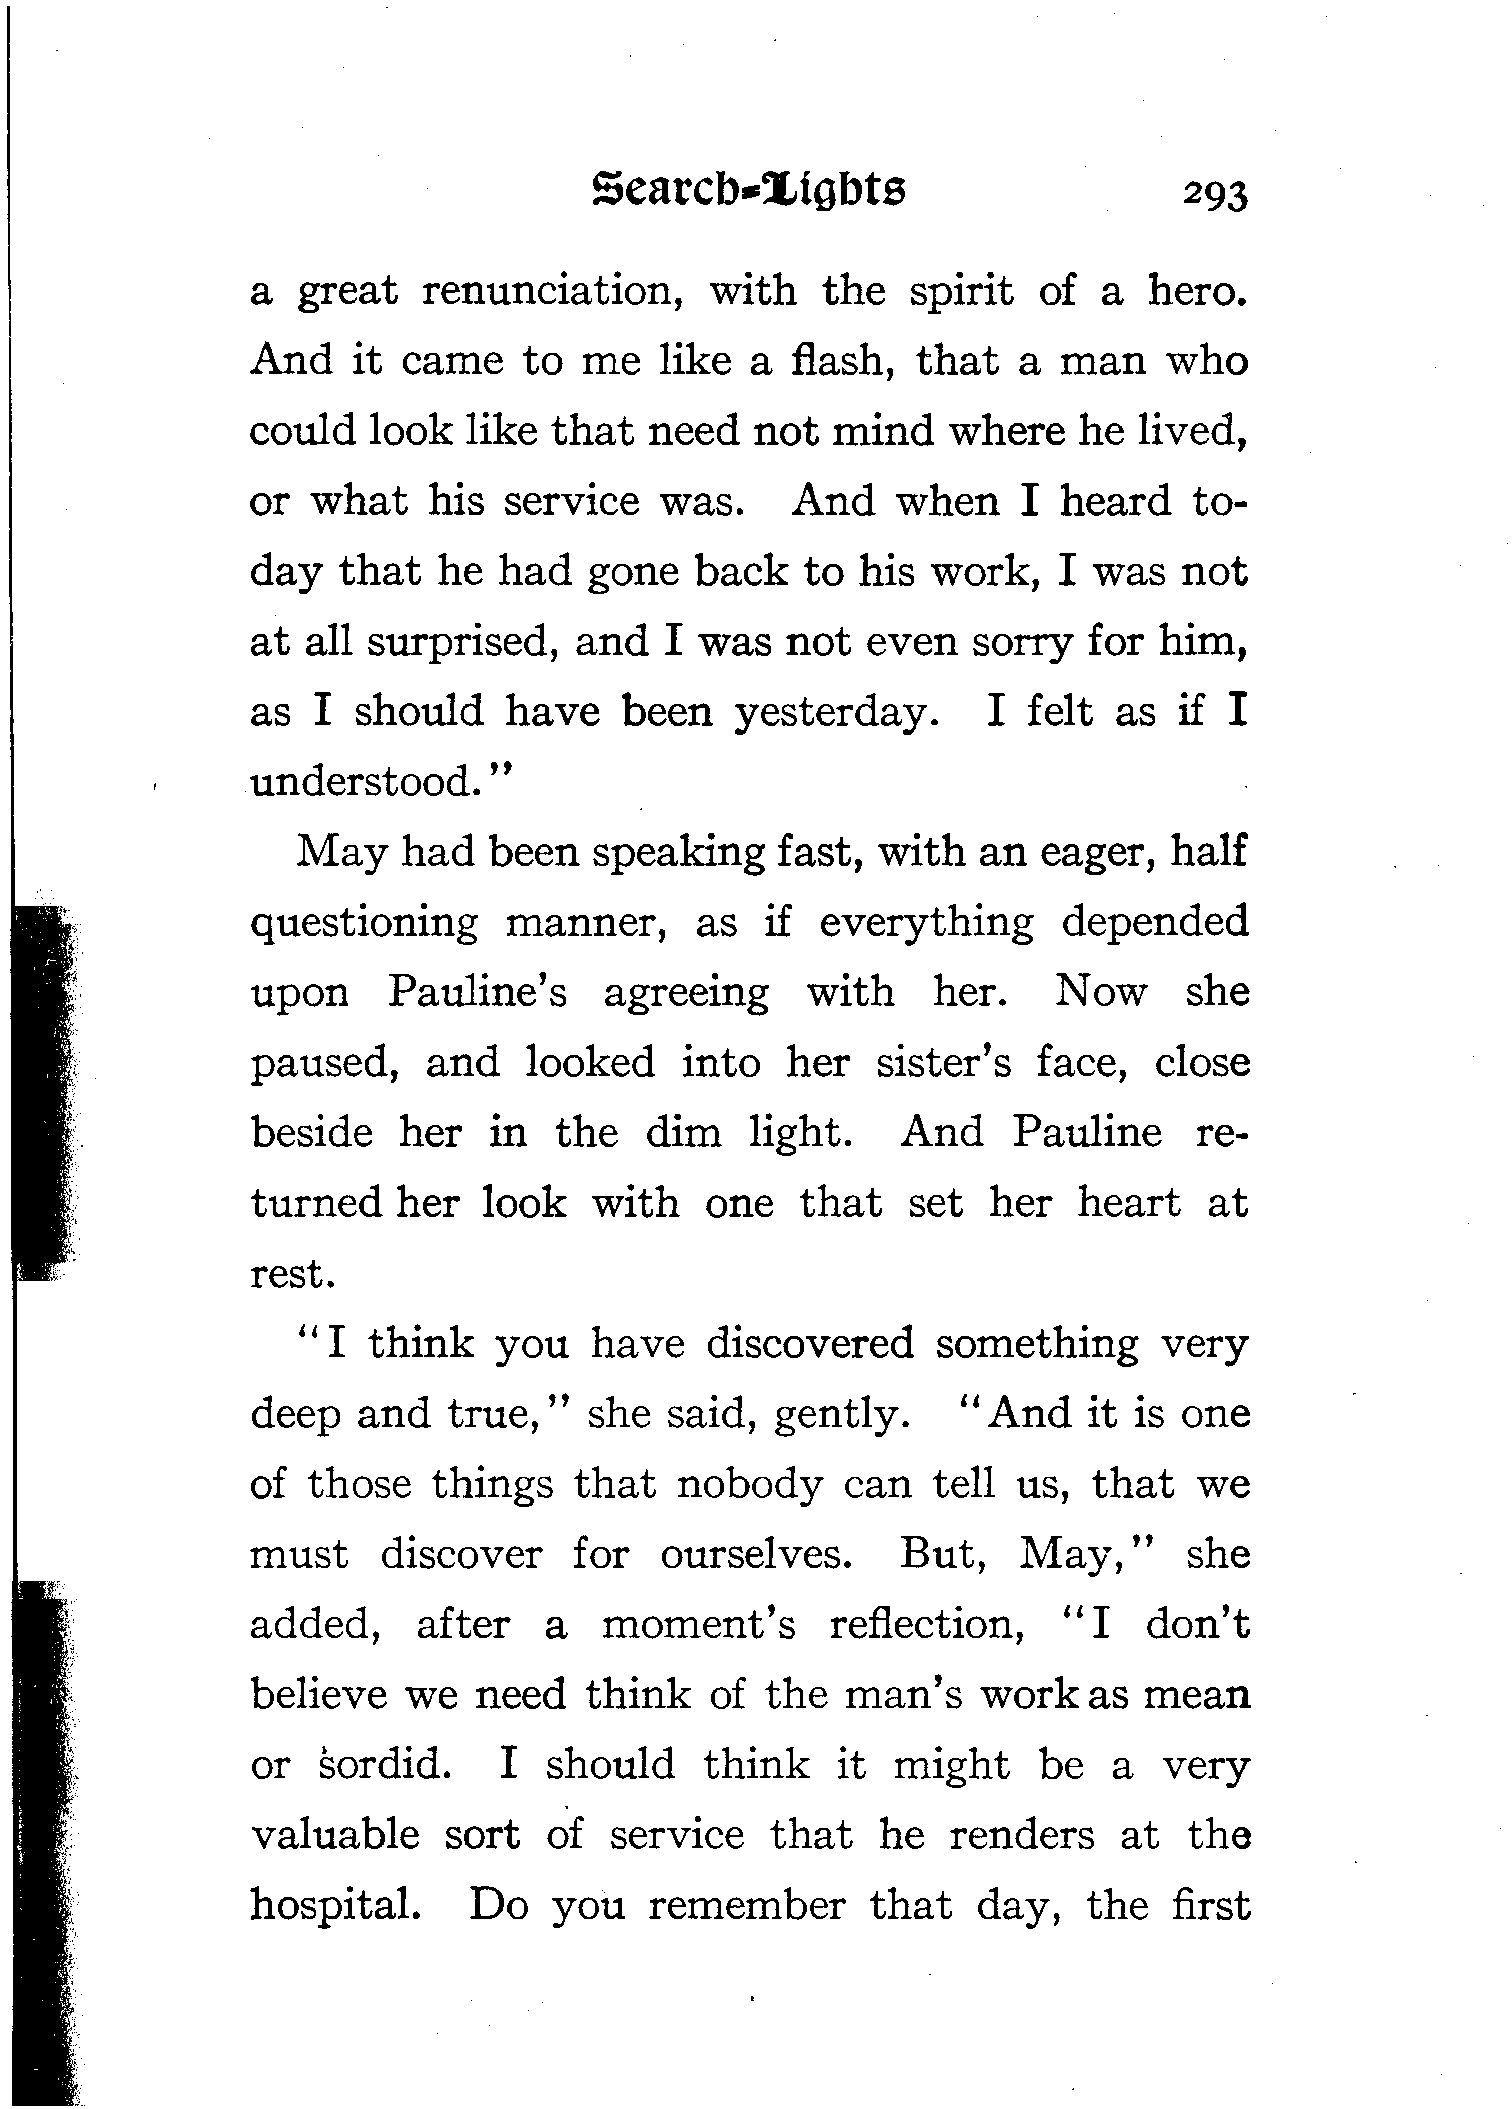 Search-Lights 293
a great renunciation, with the spirit of a hero.
And it came to me like a flash, that a man who
could look like that need not mind where he lived,
or what his service was. And when I heard to-
day that he had gone back to his work, I was not
at all surprised, and I was not even sorry for him,
as I should have been yesterday. I felt as if I
understood."
May had been speaking fast, with an eager, half
questioning manner, as if everything depended
upon Pauline's agreeing with her. Now she
paused, and looked into her sister's face, close
beside her in the dim light. And Pauline re-
turned her look with one that set her heart at
rest.
"I think you have discovered something very
deep and true," she said, gently. "And it is one
of those things that nobody can tell us, that we
must discover for ourselves. But, May," she
added, after a moment's reflection, "I don't
believe we need think of the man's work as mean
or sordid. I should think it might be a very
valuable sort of service that he renders at the
hospital. Do you remember that day, the first